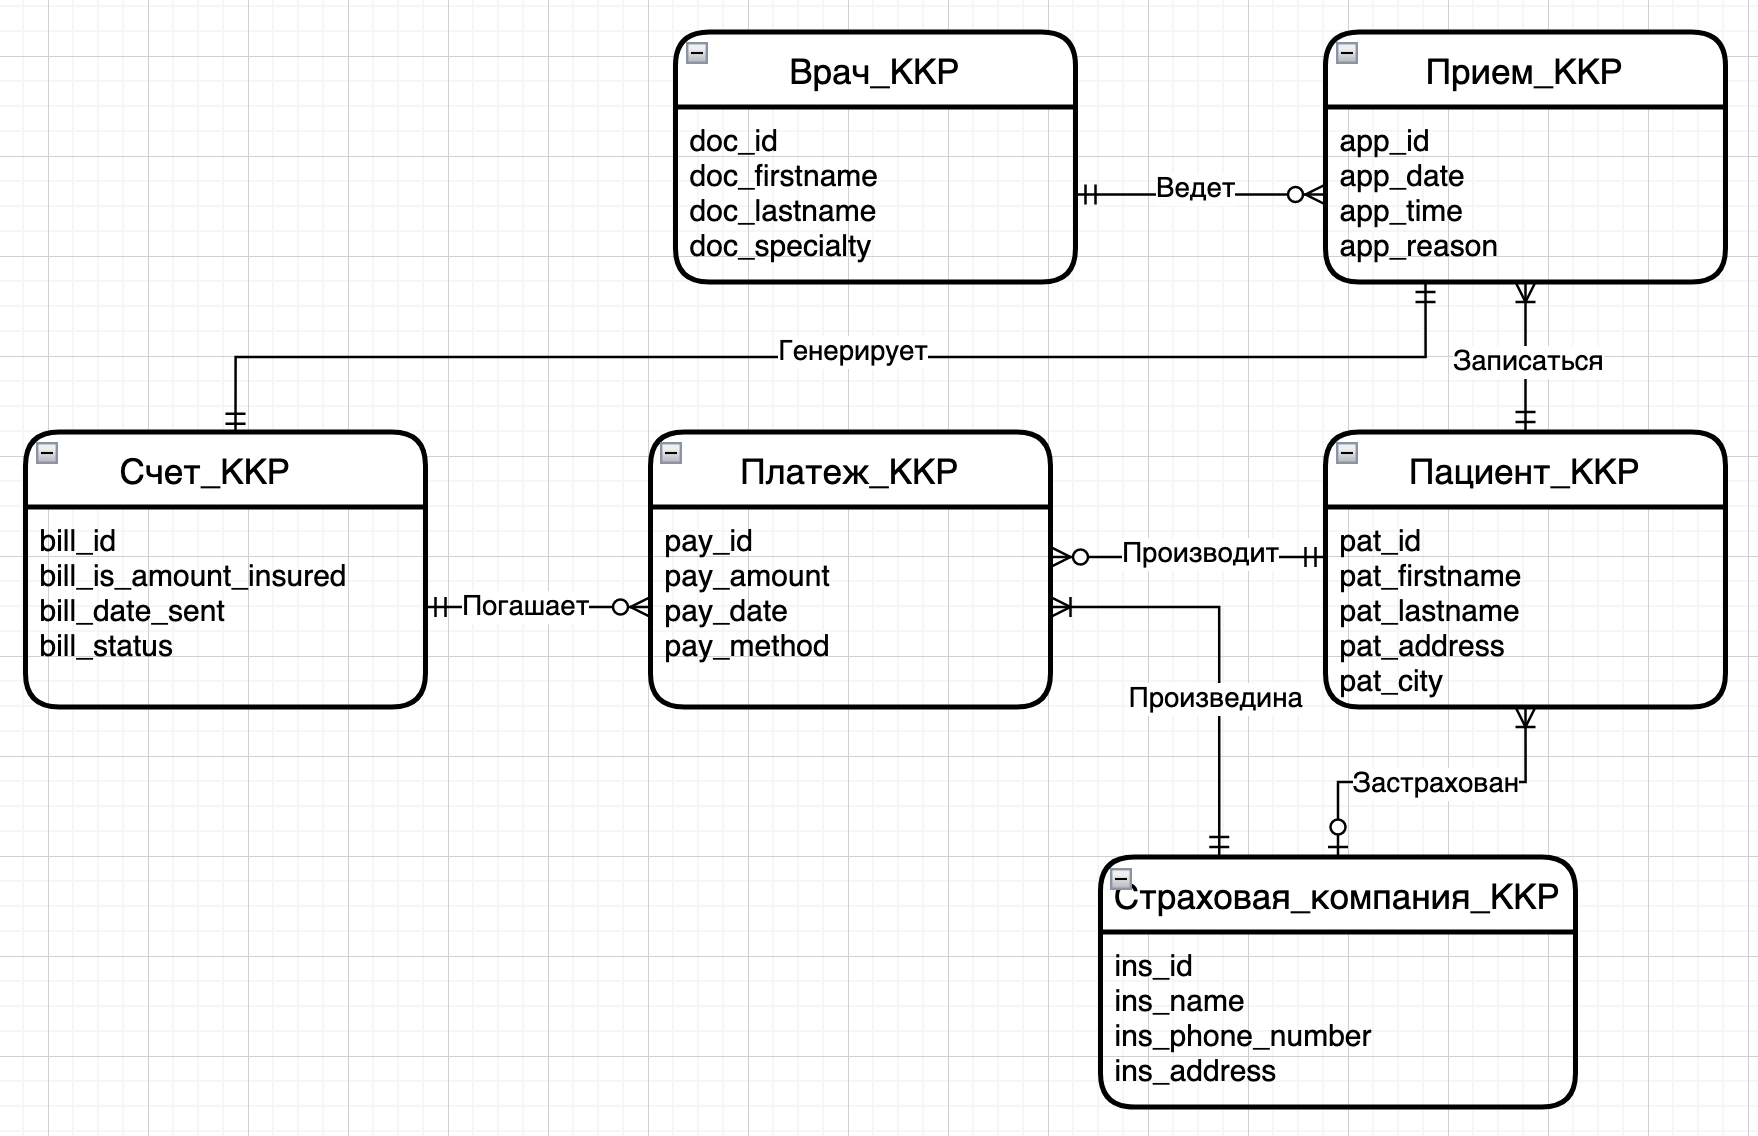 Врач_ККР
doc_id
doc_firstname
doc_lastname
doc_specialty
Ведет
Прием_ККР
app_id
app_date
app_time
app_reason
Генерирует
Записаться
Счет_ККР
bill_id
bill_is_amount_insured
bill_date_sent
bill_status
Погашает
Платеж_ККР
pay_id
pay_amount
pay_date
pay_method
Производит
Произведина
Пациент_ККР
pat_id
pat_firstname
pat_lastname
pat_address
pat_city
Застрахован
Страховая_компания_ККР
ins_id
ins_name
ins_phone_number
ins_address